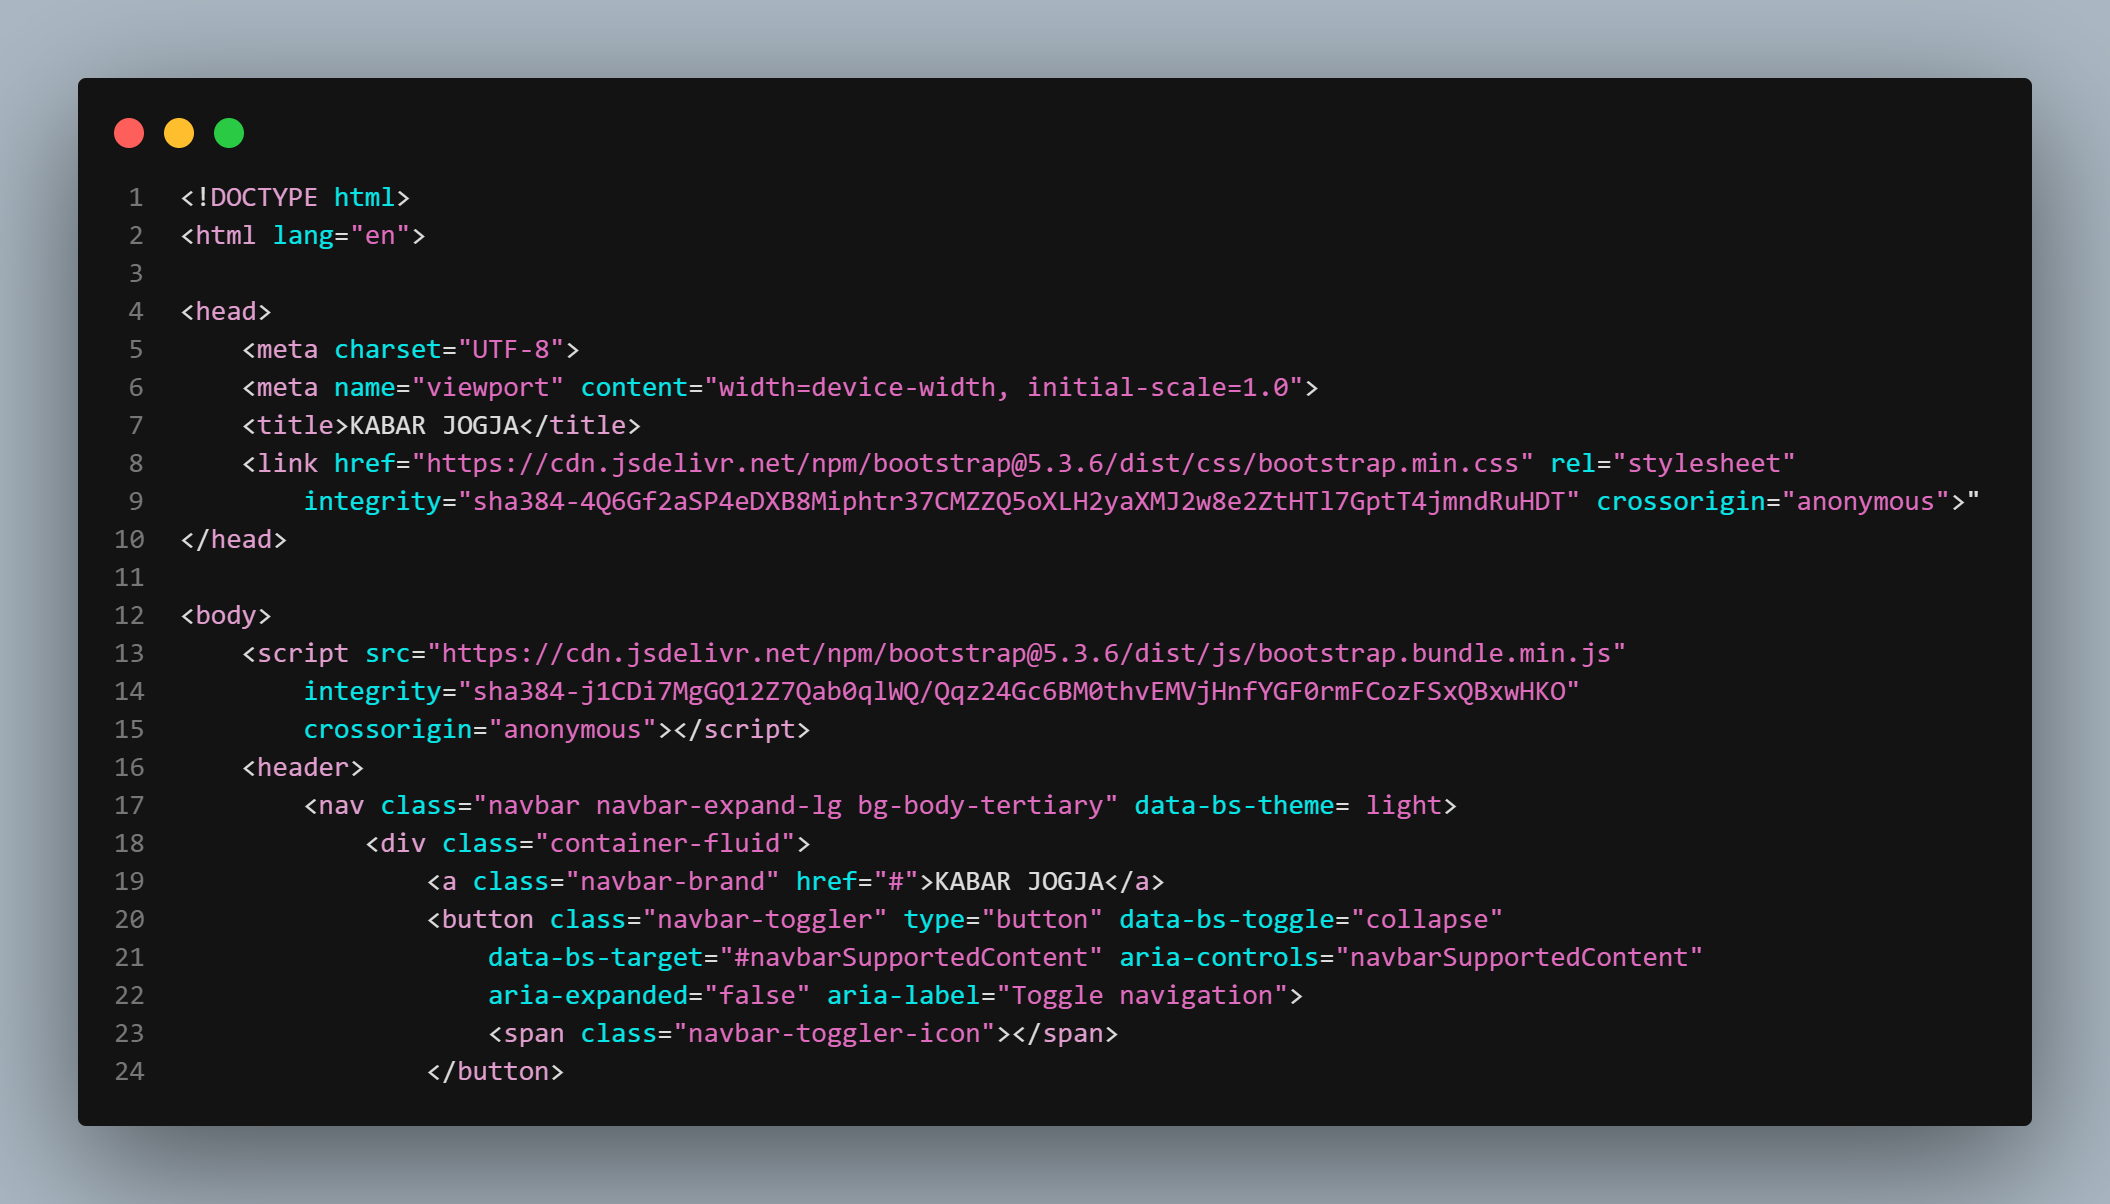 1 <!DOCTYPE html>
2 <html lang="en">
3
4 <head>
5     <meta charset="UTF-8">
6     <meta name="viewport" content="width=device-width, initial-scale=1.0">
7     <title>KABAR JOGJA</title>
8     <link href="https://cdn.jsdelivr.net/npm/bootstrap@5.3.6/dist/css/bootstrap.min.css" rel="stylesheet"
9         integrity="sha384-4Q6Gf2aSP4eDXB8Miphtr37CMZZQ5oXLH2yaXMJ2w8e2ZtHTl7GptT4jmndRuHDT" crossorigin="anonymous">"
10 </head>
11
12 <body>
13     <script src="https://cdn.jsdelivr.net/npm/bootstrap@5.3.6/dist/js/bootstrap.bundle.min.js"
14         integrity="sha384-j1CDi7MgGQ12Z7Qab0qlWQ/Qqz24Gc6BM0thvEMVjHnfYGF0rmFCozFSxQBxwHKO"
15         crossorigin="anonymous"></script>
16     <header>
17         <nav class="navbar navbar-expand-lg bg-body-tertiary" data-bs-theme= light>
18             <div class="container-fluid">
19                 <a class="navbar-brand" href="#">KABAR JOGJA</a>
20                 <button class="navbar-toggler" type="button" data-bs-toggle="collapse"
21                     data-bs-target="#navbarSupportedContent" aria-controls="navbarSupportedContent"
22                     aria-expanded="false" aria-label="Toggle navigation">
23                     <span class="navbar-toggler-icon"></span>
24                 </button>